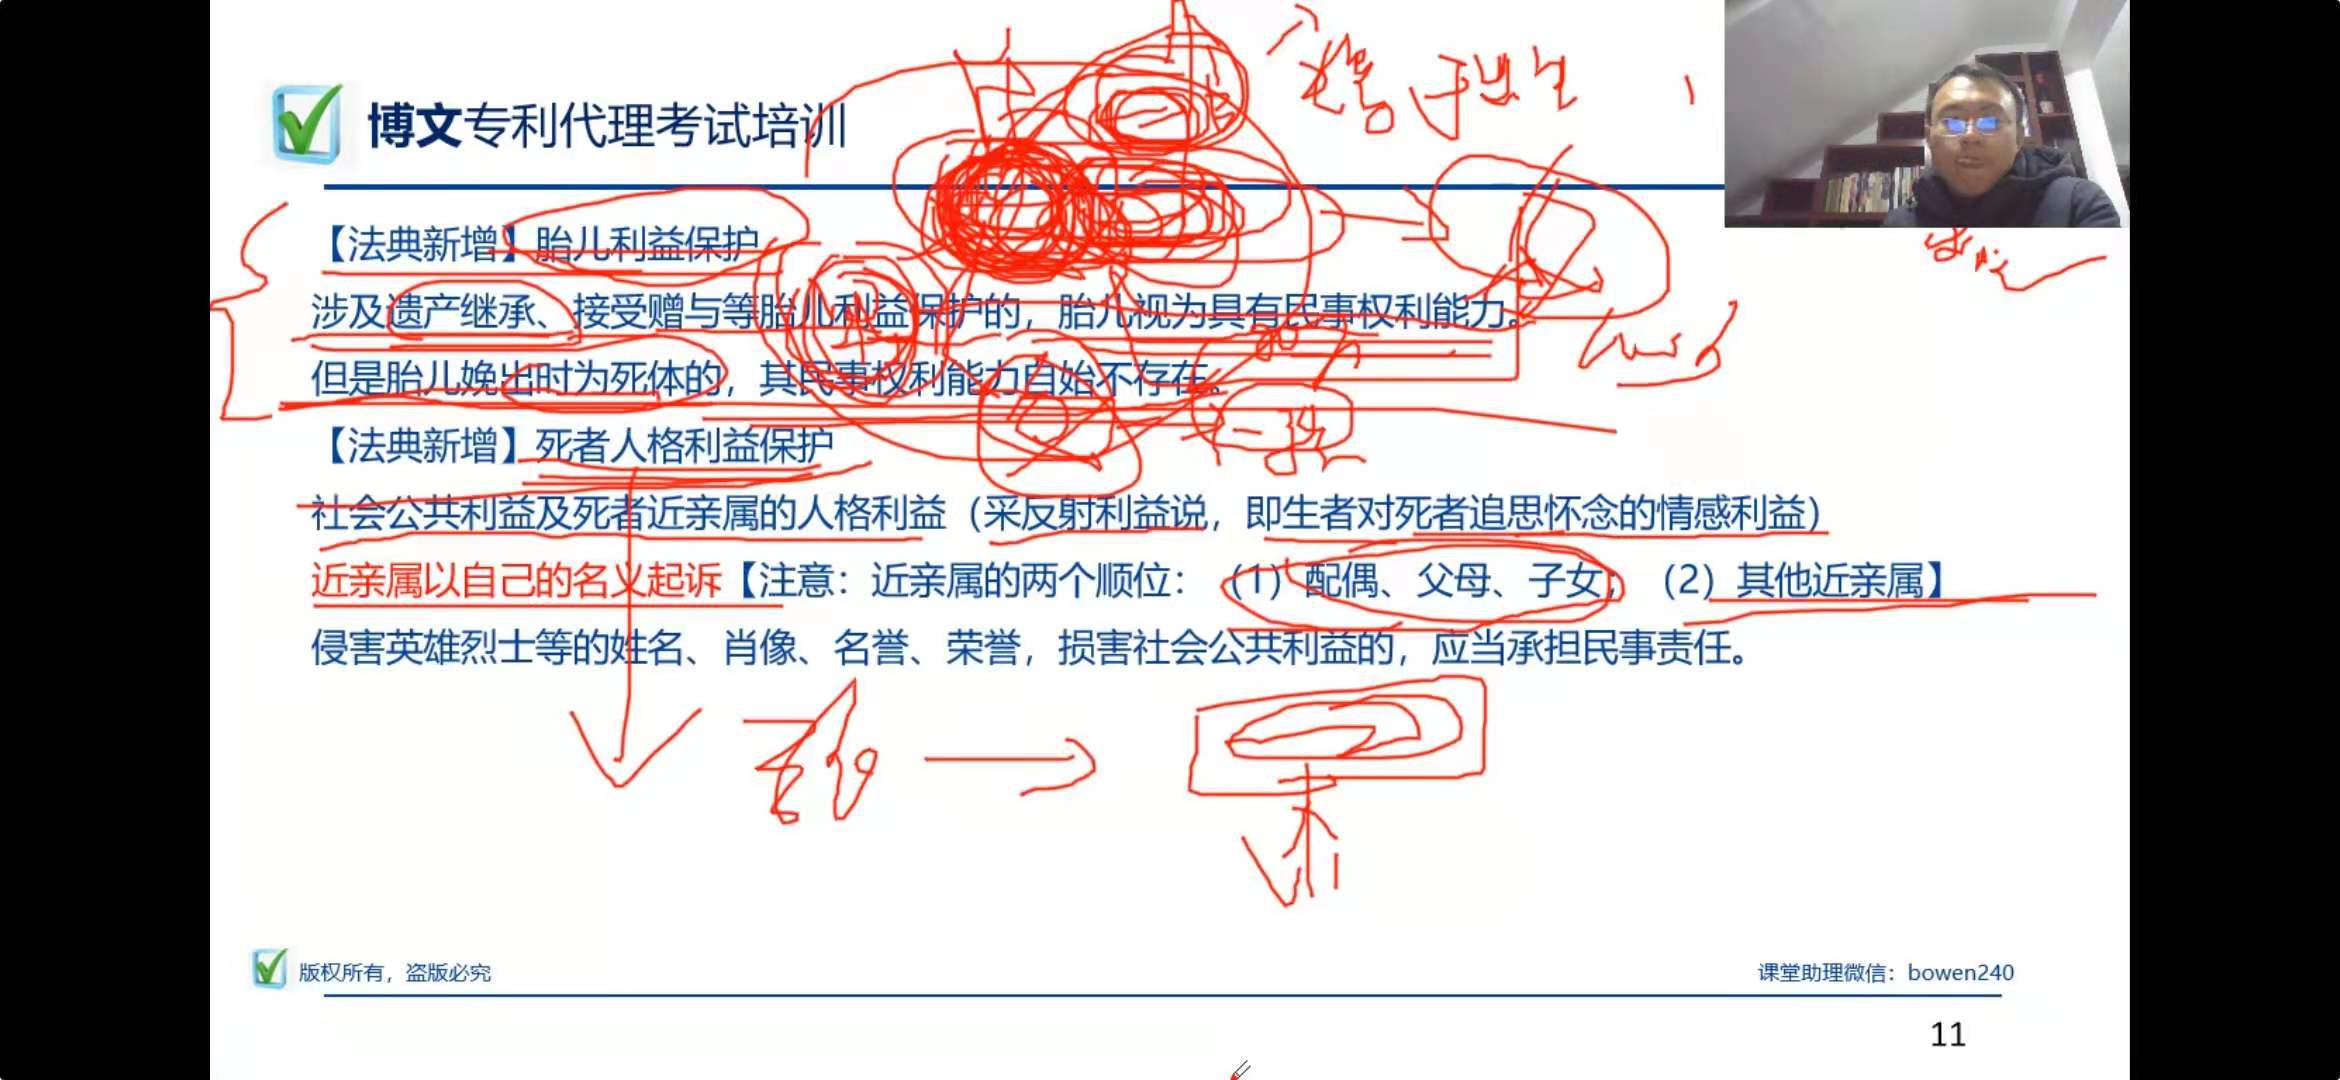 博文专利代理考试培训
【法典新增】胎儿利益保护
涉及遗产继承、接受赠与等胎儿利益保护的，胎儿视为具有民事权利能力。
但是胎儿娩出时为死体的，其民事权利能力自始不存在。
【法典新增】死者人格利益保护
社会公共利益及死者近亲属的人格利益（采反射利益说，即生者对死者追思怀念的情感利益）
近亲属以自己的名义起诉【注意：近亲属的两个顺位：（1）配偶、父母、子女；（2）其他近亲属】
侵害英雄烈士等的姓名、肖像、名誉、荣誉，损害社会公共利益的，应当承担民事责任。
版权所有，盗版必究
课堂助理微信：bowen240
11